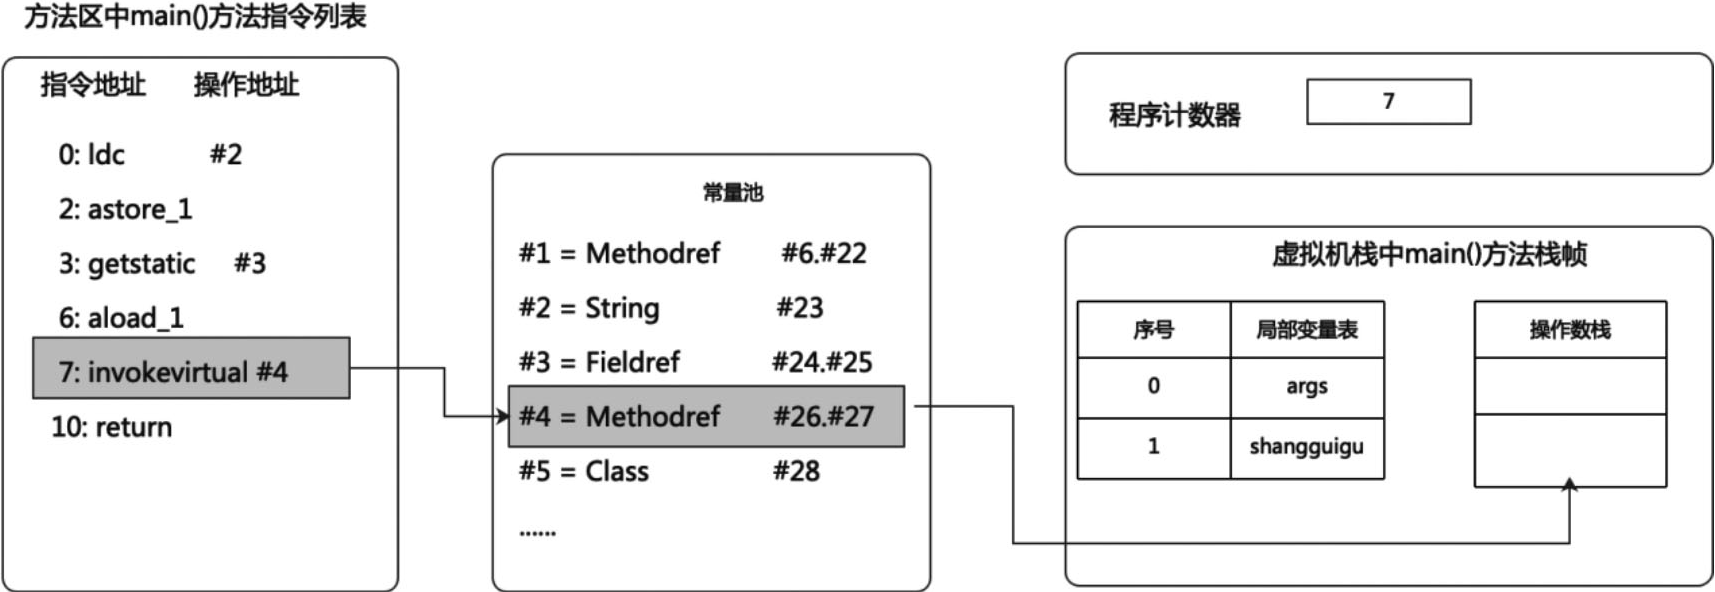 方法区中main()方法指令列表
指令地址 操作地址
0: ldc #2
2: astore_1
3: getstatic #3
6: aload_1
7: invokevirtual #4
10: return
常量池
#1 = Methodref #6.#22
#2 = String #23
#3 = Fieldref #24.#25
#4 = Methodref #26.#27
#5 = Class #28
......
程序计数器 7
虚拟机栈中main()方法栈帧
序号 局部变量表
0 args
1 shangguigu
操作数栈